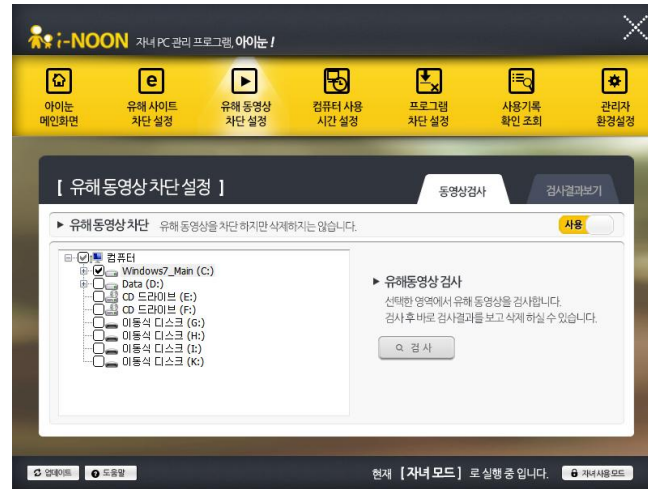 i-NOON 자녀 PC 관리 프로그램, 아이눈!
아이눈
메인화면
유해 사이트
차단 설정
유해 동영상
차단 설정
컴퓨터 사용
시간 설정
프로그램
차단 설정
사용기록
확인 조회
관리자
환경설정
[ 유해 동영상 차단 설정 ]
동영상검사
검사결과보기
▶ 유해 동영상 차단 유해 동영상을 차단 하지만 삭제하지는 않습니다.
사용
컴퓨터
Windows7_Main (C:)
Data (D:)
CD 드라이브 (E:)
CD 드라이브 (F:)
이동식 디스크 (G:)
이동식 디스크 (H:)
이동식 디스크 (I:)
이동식 디스크 (K:)
▶ 유해동영상 검사
선택한 영역에서 유해 동영상을 검사합니다.
검사 후 바로 검사결과를 보고 삭제 하실 수 있습니다.
검 사
업데이트
도움말
현재 [ 자녀 모드 ] 로 실행 중 입니다.
자녀사용모드